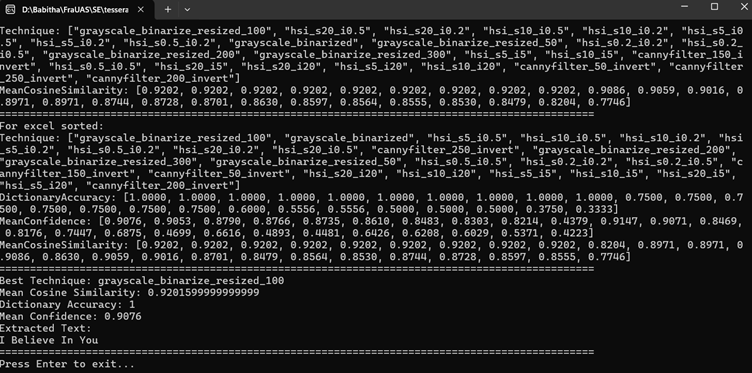 D:\Babitha\FraUAS\SE\tessera
Technique: ["grayscale_binarize_resized_100", "hsi_s20_i0.5", "hsi_s20_i0.2", "hsi_s10_i0.5", "hsi_s10_i0.2", "hsi_s5_i0
.5", "hsi_s5_i0.2", "hsi_s0.5_i0.2", "grayscale_binarized", "grayscale_binarize_resized_50", "hsi_s0.2_i0.2", "hsi_s0.2_
i0.5", "grayscale_binarize_resized_200", "grayscale_binarize_resized_300", "hsi_s5_i5", "hsi_s10_i5", "cannyfilter_150_i
nvert", "hsi_s0.5_i0.5", "hsi_s20_i5", "hsi_s20_i20", "hsi_s5_i20", "hsi_s10_i20", "cannyfilter_50_invert", "cannyfilter
_250_invert", "cannyfilter_200_invert"]
MeanCosineSimilarity: [0.9202, 0.9202, 0.9202, 0.9202, 0.9202, 0.9202, 0.9202, 0.9202, 0.9202, 0.9086, 0.9059, 0.9016, 0
.8971, 0.8971, 0.8744, 0.8728, 0.8701, 0.8630, 0.8597, 0.8564, 0.8555, 0.8530, 0.8479, 0.8204, 0.7746]
====================================================================================================
For excel sorted:
Technique: ["grayscale_binarize_resized_100", "grayscale_binarized", "hsi_s5_i0.5", "hsi_s10_i0.5", "hsi_s10_i0.2", "hsi
_s5_i0.2", "hsi_s0.5_i0.2", "hsi_s20_i0.2", "hsi_s20_i0.5", "cannyfilter_250_invert", "grayscale_binarize_resized_200",
"grayscale_binarize_resized_300", "grayscale_binarize_resized_50", "hsi_s0.5_i0.5", "hsi_s0.2_i0.2", "hsi_s0.2_i0.5", "c
annyfilter_150_invert", "cannyfilter_50_invert", "hsi_s20_i20", "hsi_s10_i20", "hsi_s5_i5", "hsi_s10_i5", "hsi_s20_i5",
"hsi_s5_i20", "cannyfilter_200_invert"]
DictionaryAccuracy: [1.0000, 1.0000, 1.0000, 1.0000, 1.0000, 1.0000, 1.0000, 1.0000, 1.0000, 1.0000, 0.7500, 0.7500, 0.7
500, 0.7500, 0.7500, 0.7500, 0.7500, 0.6000, 0.5556, 0.5556, 0.5000, 0.5000, 0.5000, 0.3750, 0.3333]
MeanConfidence: [0.9076, 0.9053, 0.8790, 0.8766, 0.8735, 0.8610, 0.8483, 0.8303, 0.8214, 0.4379, 0.9147, 0.9071, 0.8469,
0.8176, 0.7447, 0.6875, 0.4699, 0.6616, 0.4893, 0.4481, 0.6426, 0.6208, 0.6029, 0.5371, 0.4223]
MeanCosineSimilarity: [0.9202, 0.9202, 0.9202, 0.9202, 0.9202, 0.9202, 0.9202, 0.9202, 0.9202, 0.8204, 0.8971, 0.8971, 0
.9086, 0.8630, 0.9059, 0.9016, 0.8701, 0.8479, 0.8564, 0.8530, 0.8744, 0.8728, 0.8597, 0.8555, 0.7746]
====================================================================================================
Best Technique: grayscale_binarize_resized_100
Mean Cosine Similarity: 0.9201599999999999
Dictionary Accuracy: 1
Mean Confidence: 0.9076
Extracted Text:
I Believe In You
====================================================================================================
Press Enter to exit...